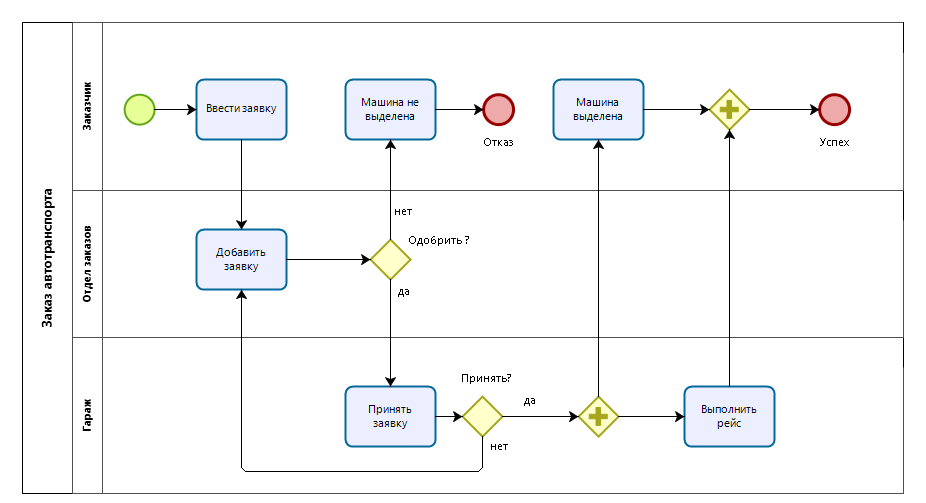 Заказ автотранспорта
Заказчик
Ввести заявку
Машина не
выделена
Отказ
Машина
выделена
Успех
Отдел заказов
Добавить
заявку
нет
Одобрить ?
да
Гараж
Принять
заявку
Принять?
да
нет
Выполнить
рейс